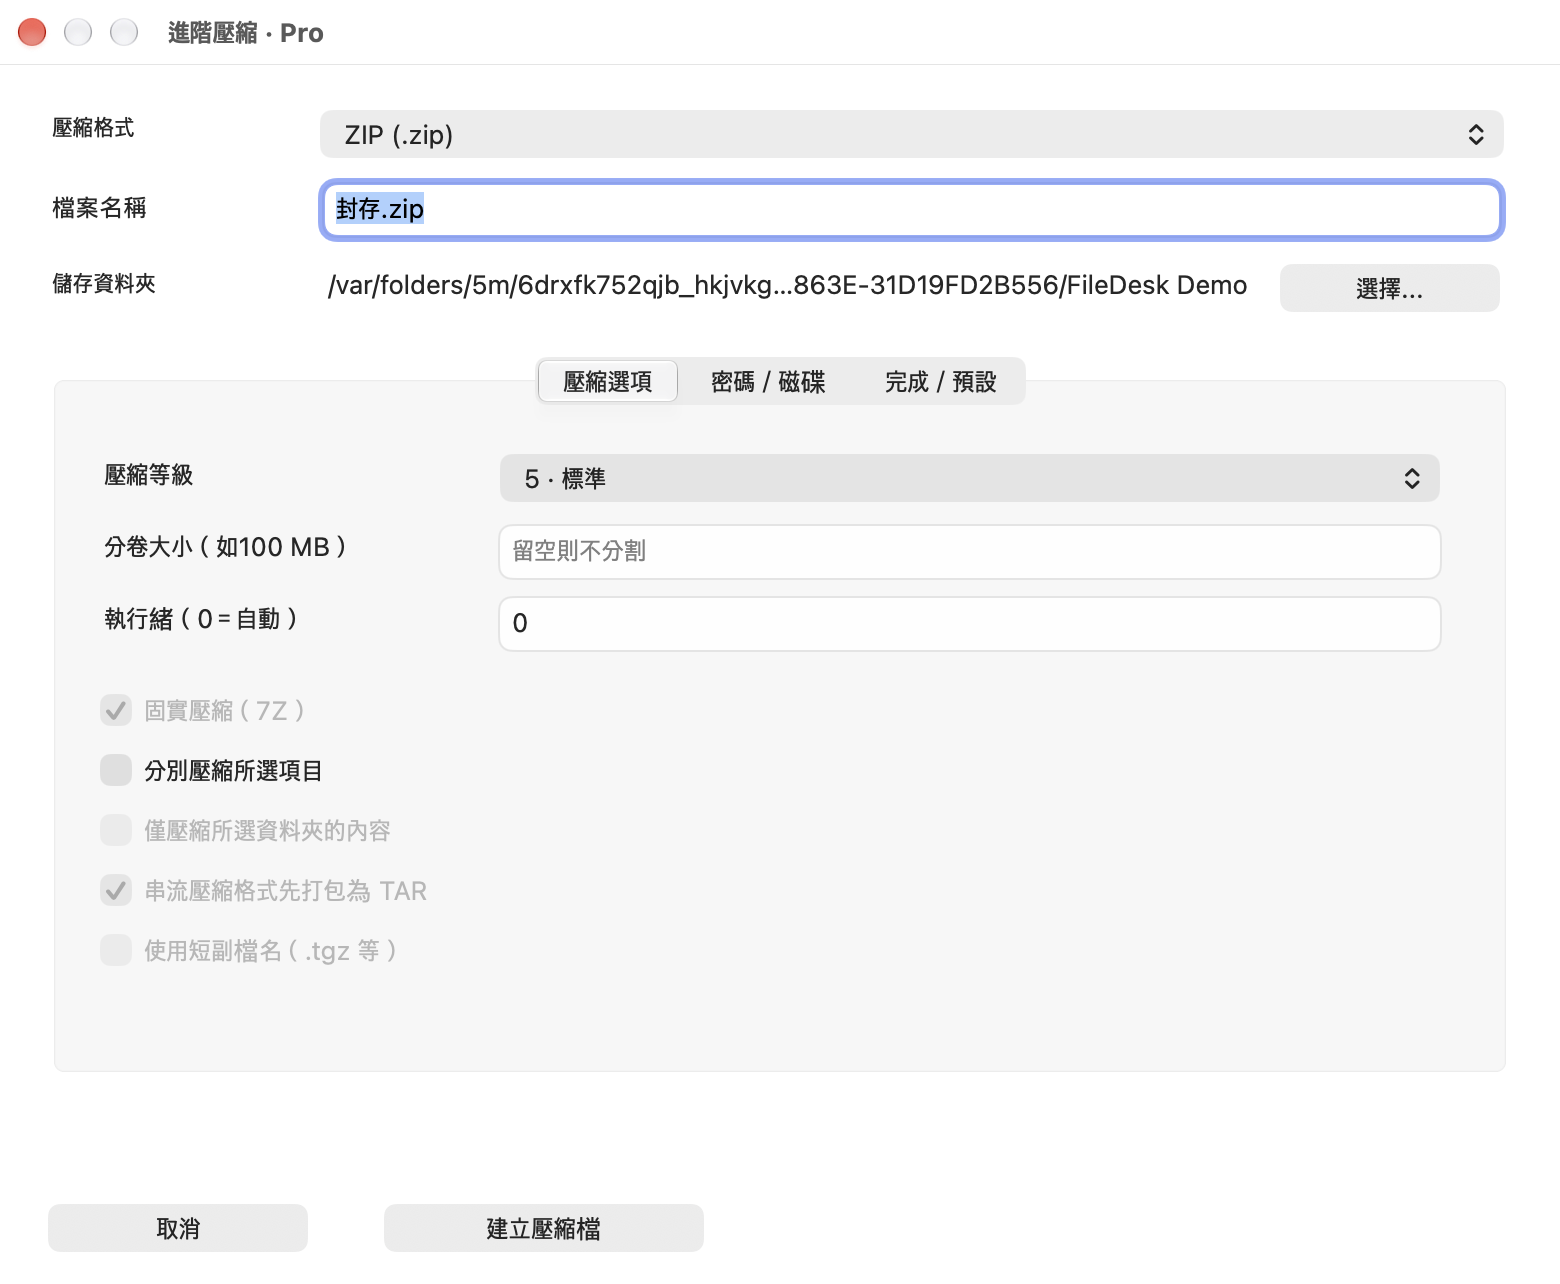 進階壓縮 · Pro
壓縮格式
ZIP (.zip)
檔案名稱
封存.zip
儲存資料夾
/var/folders/5m/6drxfk752qjb_hkjvkg...863E-31D19FD2B556/FileDesk Demo
選擇...
壓縮選項
密碼 / 磁碟
完成 / 預設
壓縮等級
5 · 標準
分卷大小（如100 MB）
留空則不分割
執行緒（0＝自動）
0
固實壓縮（7Z）
分別壓縮所選項目
僅壓縮所選資料夾的內容
串流壓縮格式先打包為 TAR
使用短副檔名（.tgz 等）
取消
建立壓縮檔